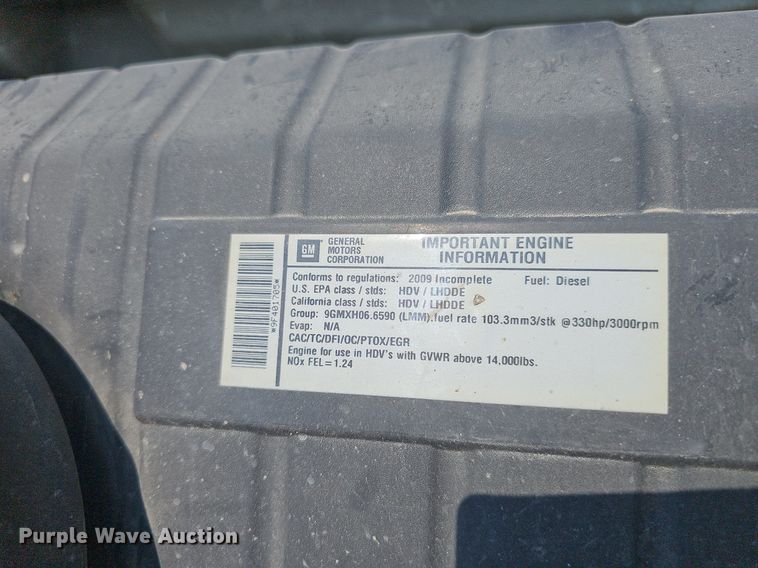 GM
GENERAL
MOTORS
CORPORATION
IMPORTANT ENGINE
INFORMATION
Conforms to regulations: 2009 Incomplete Fuel: Diesel
U.S. EPA class / stds: HDV / LHDDE
California class / stds: HDV / LHDDE
Group: 9GMXH06.6590 (LMM).fuel rate 103.3mm3/stk @330hp/3000rpm
Evap: N/A
CAC/TC/DFI/OC/PTOX/EGR
Engine for use in HDV's with GVWR above 14,000lbs.
NOx FEL=1.24
*9F401705*
Purple Wave Auction